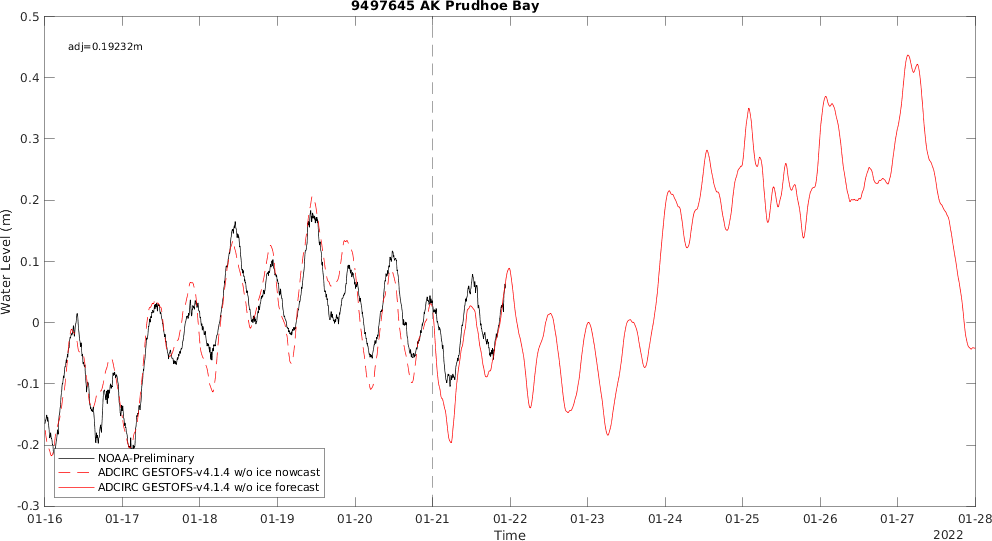 9497645 AK Prudhoe Bay
adj=0.19232m
0.5
0.4
0.3
0.2
0.1
0
-0.1
-0.2
-0.3
Water Level (m)
NOAA-Preliminary
ADCIRC GESTOFS-v4.1.4 w/o ice nowcast
ADCIRC GESTOFS-v4.1.4 w/o ice forecast
01-16 01-17 01-18 01-19 01-20 01-21 01-22 01-23 01-24 01-25 01-26 01-27 01-28
Time
2022